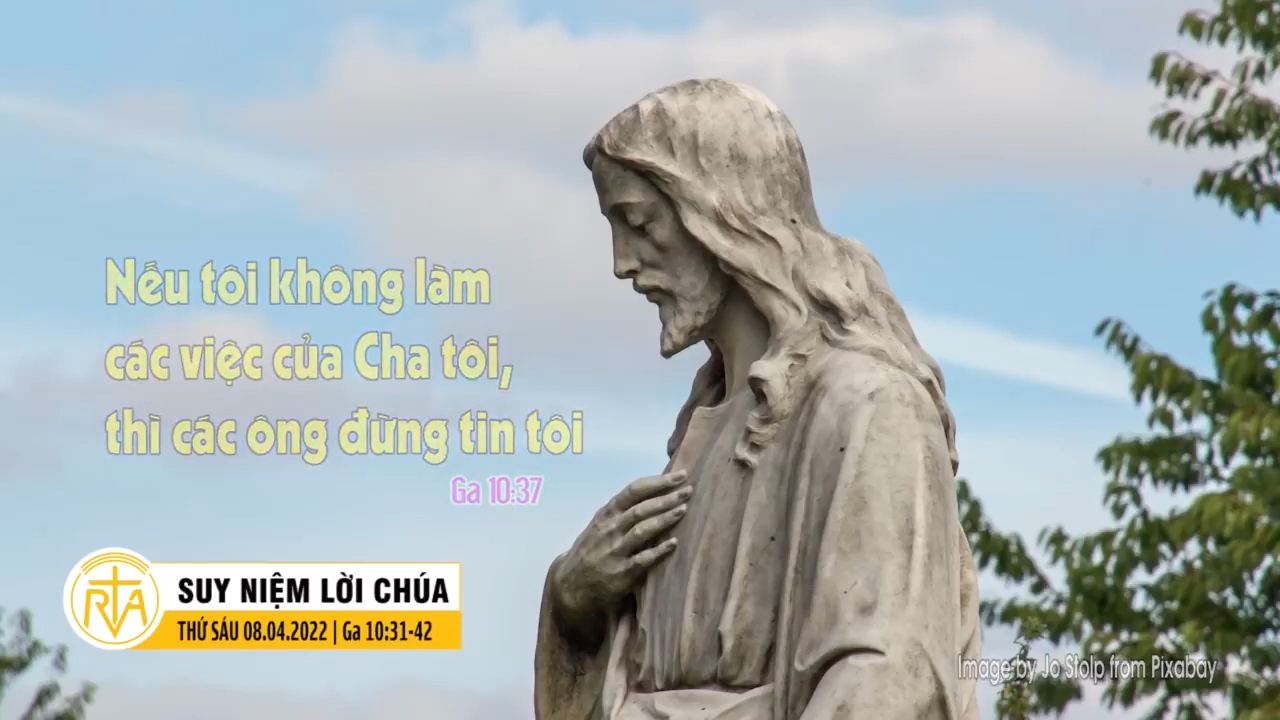 Nếu tôi không làm
các việc của Cha tôi,
thì các ông đừng tin tôi
Ga 10:37
RVA
SUY NIỆM LỜI CHÚA
THỨ SÁU 08.04.2022 | Ga 10:31-42
Image by Jo Stolp from Pixabay